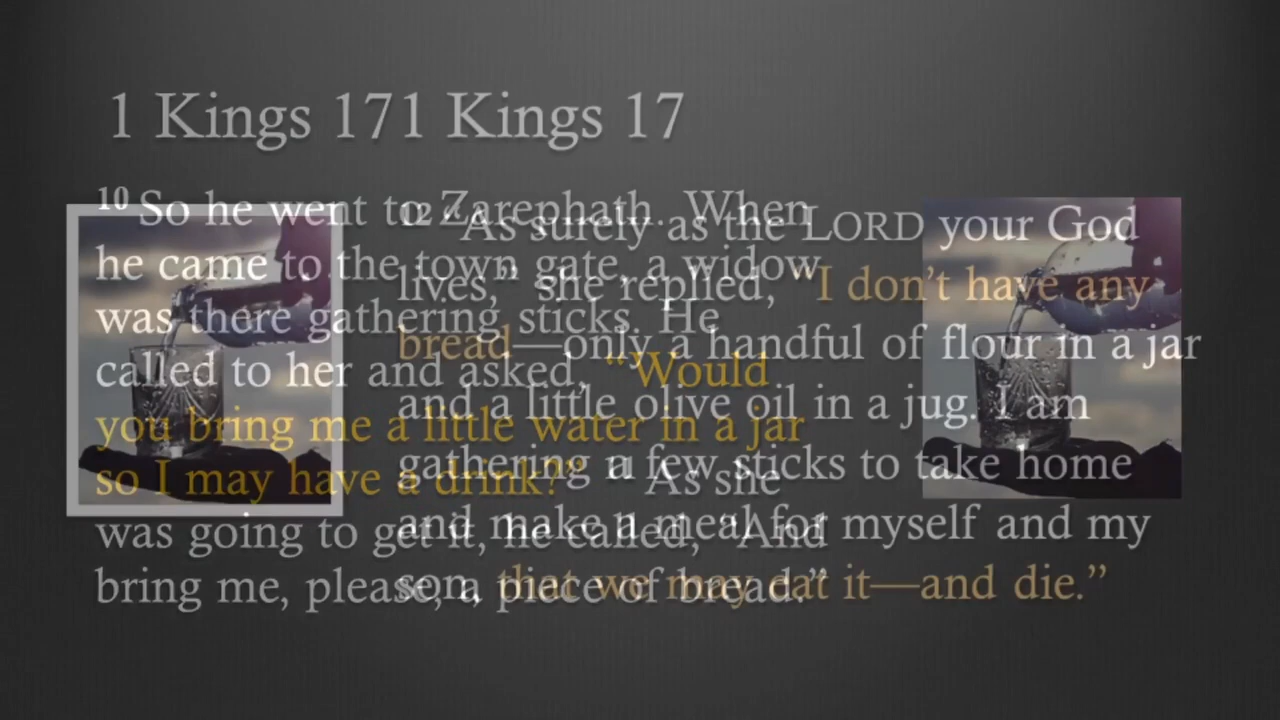 1 Kings 17
10 So he went to Zarephath. When
he came to the town gate, a widow
was there gathering sticks. He
called to her and asked, “Would
you bring me a little water in a jar
so I may have a drink?” 11 As she
was going to get it, he called, “And
bring me, please, a piece of bread.”
1 Kings 17
12 “As surely as the LORD your God
lives,” she replied, “I don’t have any
bread—only a handful of flour in a jar
and a little olive oil in a jug. I am
gathering a few sticks to take home
and make a meal for myself and my
son, that we may eat it—and die.”